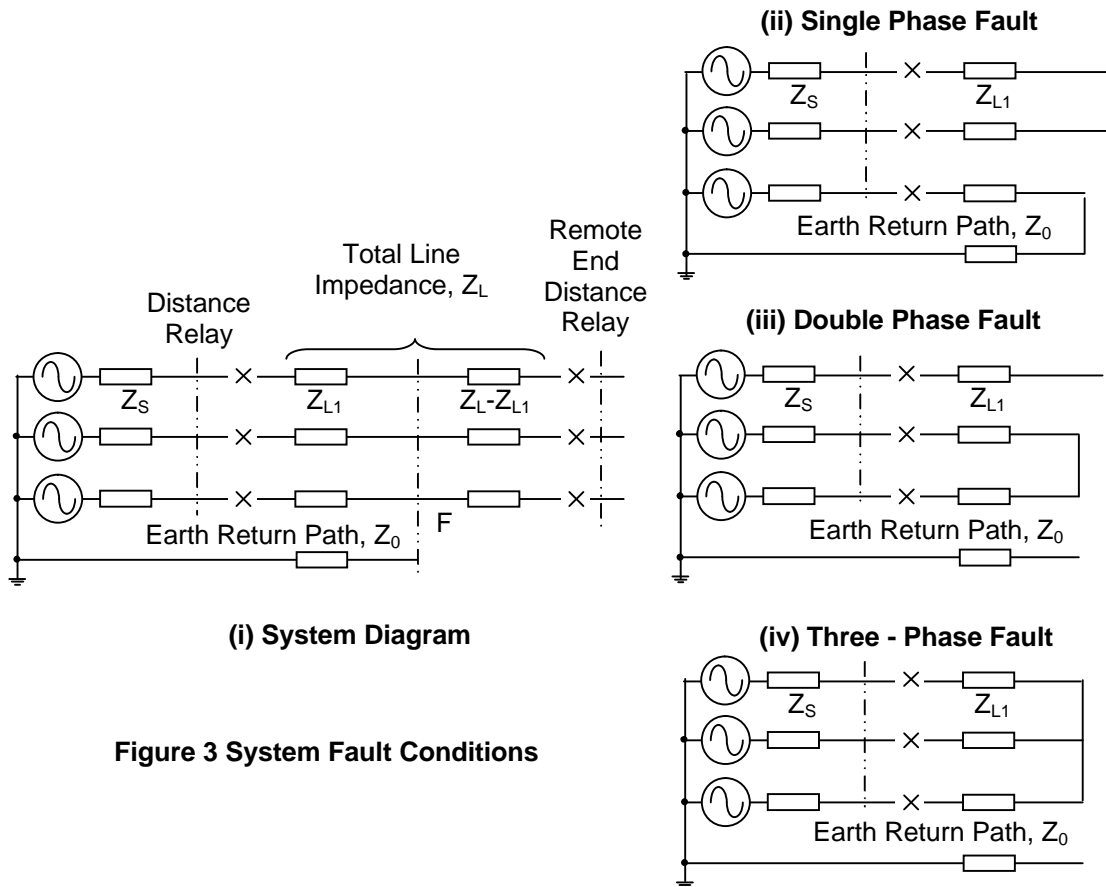 (ii) Single Phase Fault
Z_S
Z_L1
Earth Return Path, Z_0
Total Line
Impedance, Z_L
Remote
End
Distance
Relay
Distance
Relay
Z_S
Z_L1
Z_L-Z_L1
F
Earth Return Path, Z_0
(i) System Diagram
(iii) Double Phase Fault
Z_S
Z_L1
Earth Return Path, Z_0
(iv) Three - Phase Fault
Z_S
Z_L1
Earth Return Path, Z_0
Figure 3 System Fault Conditions